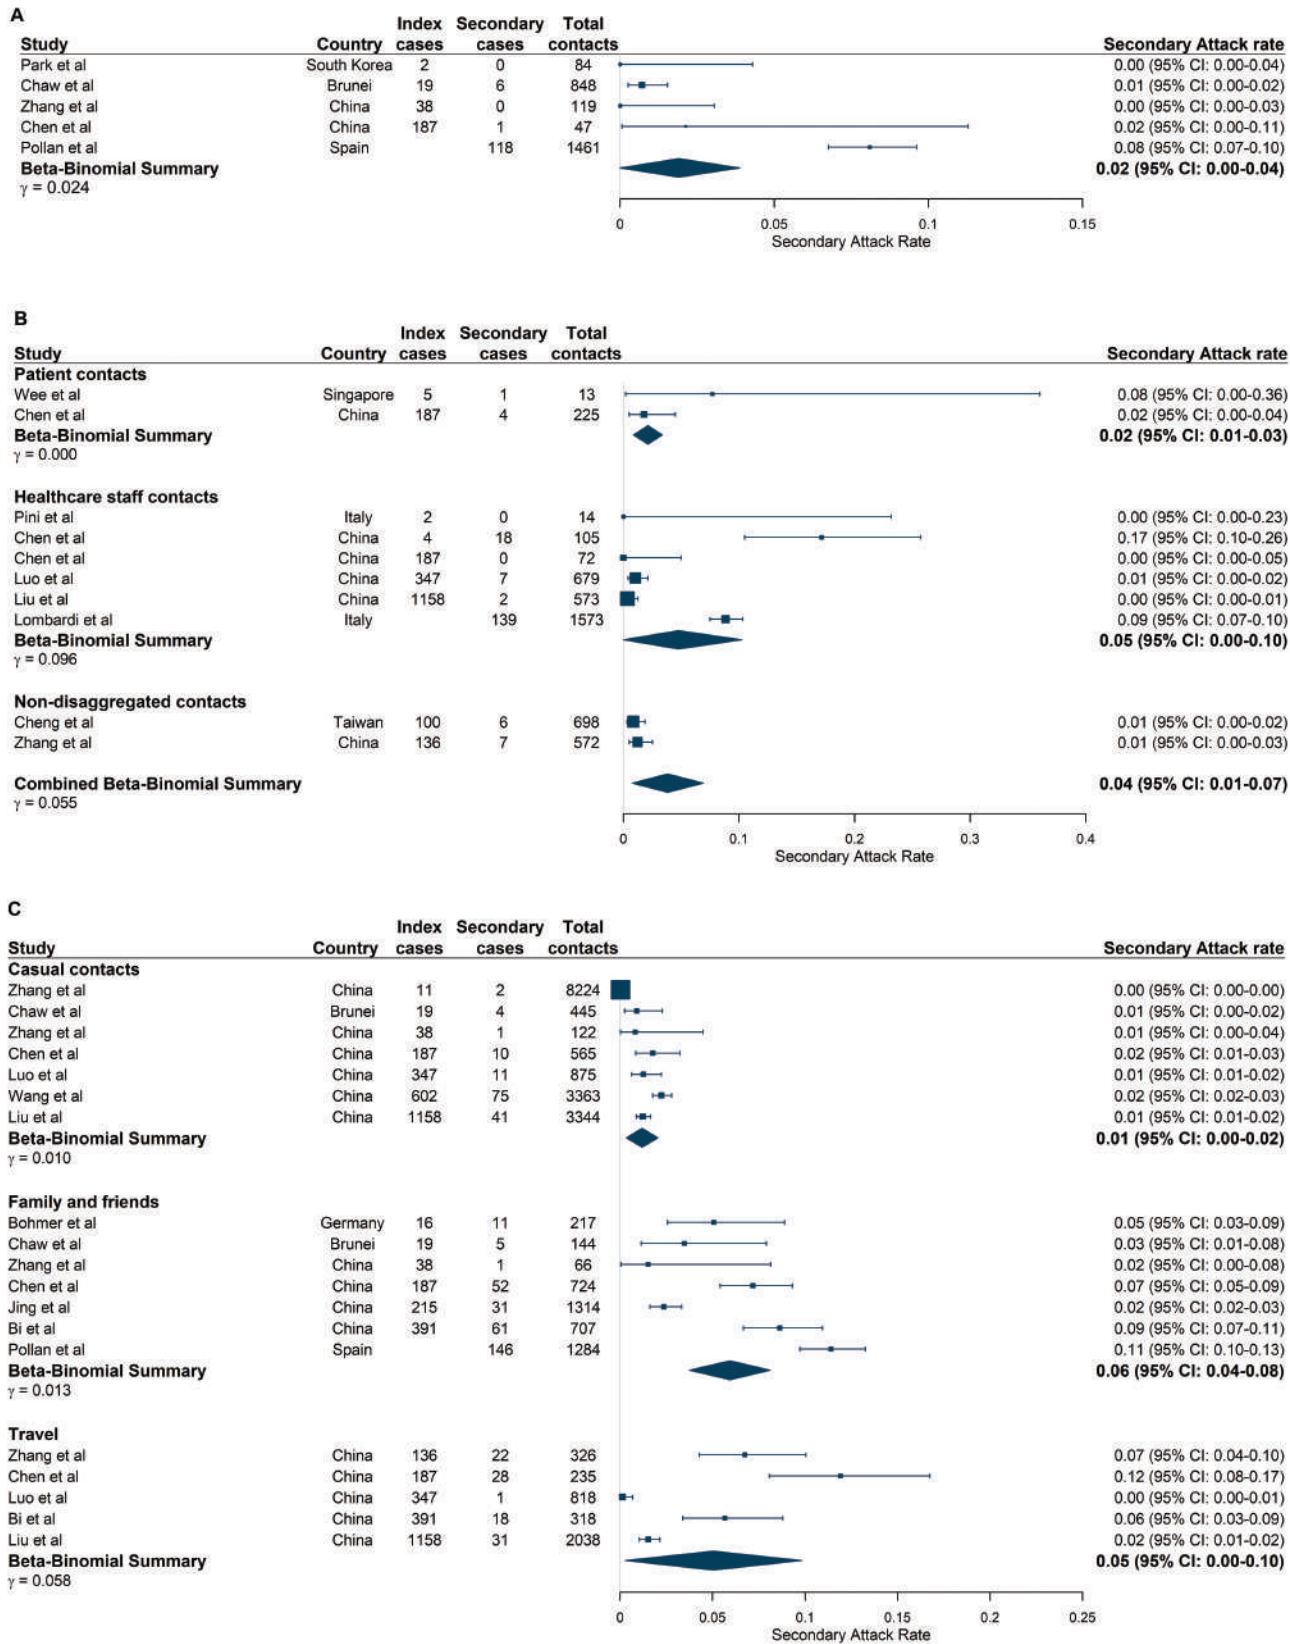 A
Index Secondary Total
Study Country cases cases contacts Secondary Attack rate
Park et al South Korea 2 0 84 0.00 (95% CI: 0.00-0.04)
Chaw et al Brunei 19 6 848 0.01 (95% CI: 0.00-0.02)
Zhang et al China 38 0 119 0.00 (95% CI: 0.00-0.03)
Chen et al China 187 1 47 0.02 (95% CI: 0.00-0.11)
Pollan et al Spain 118 1461 0.08 (95% CI: 0.07-0.10)
Beta-Binomial Summary 0.02 (95% CI: 0.00-0.04)
γ = 0.024
0 0.05 0.1 0.15
Secondary Attack Rate
B
Index Secondary Total
Study Country cases cases contacts Secondary Attack rate
Patient contacts
Wee et al Singapore 5 1 13 0.08 (95% CI: 0.00-0.36)
Chen et al China 187 4 225 0.02 (95% CI: 0.00-0.04)
Beta-Binomial Summary 0.02 (95% CI: 0.01-0.03)
γ = 0.000
Healthcare staff contacts
Pini et al Italy 2 0 14 0.00 (95% CI: 0.00-0.23)
Chen et al China 4 18 105 0.17 (95% CI: 0.10-0.26)
Chen et al China 187 0 72 0.00 (95% CI: 0.00-0.05)
Luo et al China 347 7 679 0.01 (95% CI: 0.00-0.02)
Liu et al China 1158 2 573 0.00 (95% CI: 0.00-0.01)
Lombardi et al Italy 139 1573 0.09 (95% CI: 0.07-0.10)
Beta-Binomial Summary 0.05 (95% CI: 0.00-0.10)
γ = 0.096
Non-disaggregated contacts
Cheng et al Taiwan 100 6 698 0.01 (95% CI: 0.00-0.02)
Zhang et al China 136 7 572 0.01 (95% CI: 0.00-0.03)
Combined Beta-Binomial Summary 0.04 (95% CI: 0.01-0.07)
γ = 0.055
0 0.1 0.2 0.3 0.4
Secondary Attack Rate
C
Index Secondary Total
Study Country cases cases contacts Secondary Attack rate
Casual contacts
Zhang et al China 11 2 8224 0.00 (95% CI: 0.00-0.00)
Chaw et al Brunei 19 4 445 0.01 (95% CI: 0.00-0.02)
Zhang et al China 38 1 122 0.01 (95% CI: 0.00-0.04)
Chen et al China 187 10 565 0.02 (95% CI: 0.01-0.03)
Luo et al China 347 11 875 0.01 (95% CI: 0.01-0.02)
Wang et al China 602 75 3363 0.02 (95% CI: 0.02-0.03)
Liu et al China 1158 41 3344 0.01 (95% CI: 0.01-0.02)
Beta-Binomial Summary 0.01 (95% CI: 0.00-0.02)
γ = 0.010
Family and friends
Bohmer et al Germany 16 11 217 0.05 (95% CI: 0.03-0.09)
Chaw et al Brunei 19 5 144 0.03 (95% CI: 0.01-0.08)
Zhang et al China 38 1 66 0.02 (95% CI: 0.00-0.08)
Chen et al China 187 52 724 0.07 (95% CI: 0.05-0.09)
Jing et al China 215 31 1314 0.02 (95% CI: 0.02-0.03)
Bi et al China 391 61 707 0.09 (95% CI: 0.07-0.11)
Pollan et al Spain 146 1284 0.11 (95% CI: 0.10-0.13)
Beta-Binomial Summary 0.06 (95% CI: 0.04-0.08)
γ = 0.013
Travel
Zhang et al China 136 22 326 0.07 (95% CI: 0.04-0.10)
Chen et al China 187 28 235 0.12 (95% CI: 0.08-0.17)
Luo et al China 347 1 818 0.00 (95% CI: 0.00-0.01)
Bi et al China 391 18 318 0.06 (95% CI: 0.03-0.09)
Liu et al China 1158 31 2038 0.02 (95% CI: 0.01-0.02)
Beta-Binomial Summary 0.05 (95% CI: 0.00-0.10)
γ = 0.058
0 0.05 0.1 0.15 0.2 0.25
Secondary Attack Rate